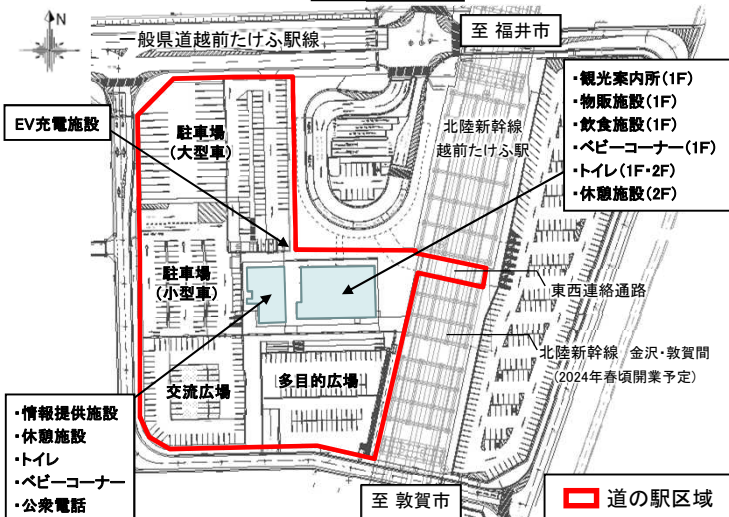 N
一般県道越前たけふ駅線
至 福井市
EV充電施設
駐車場
(大型車)
北陸新幹線
越前たけふ駅
・観光案内所(1F)
・物販施設(1F)
・飲食施設(1F)
・ベビーコーナー(1F)
・トイレ(1F・2F)
・休憩施設(2F)
駐車場
(小型車)
東西連絡通路
北陸新幹線 金沢・敦賀間
(2024年春頃開業予定)
交流広場
多目的広場
・情報提供施設
・休憩施設
・トイレ
・ベビーコーナー
・公衆電話
至 敦賀市
道の駅区域